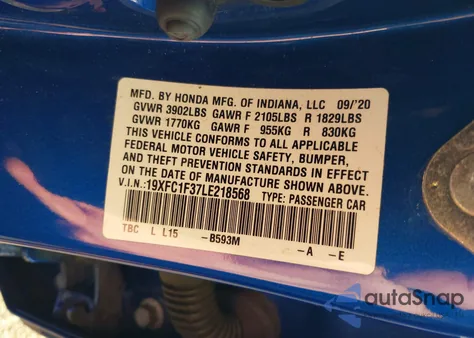 MFD. BY HONDA MFG. OF INDIANA, LLC 09/'20
GVWR 3902LBS GAWR F 2105LBS R 1829LBS
GVWR 1770KG GAWR F 955KG R 830KG
THIS VEHICLE CONFORMS TO ALL APPLICABLE
FEDERAL MOTOR VEHICLE SAFETY, BUMPER,
AND THEFT PREVENTION STANDARDS IN EFFECT
ON THE DATE OF MANUFACTURE SHOWN ABOVE.
V.I.N.:19XFC1F37LE218568 TYPE: PASSENGER CAR
TBC L L15 -B593M -A -E
autoSnap